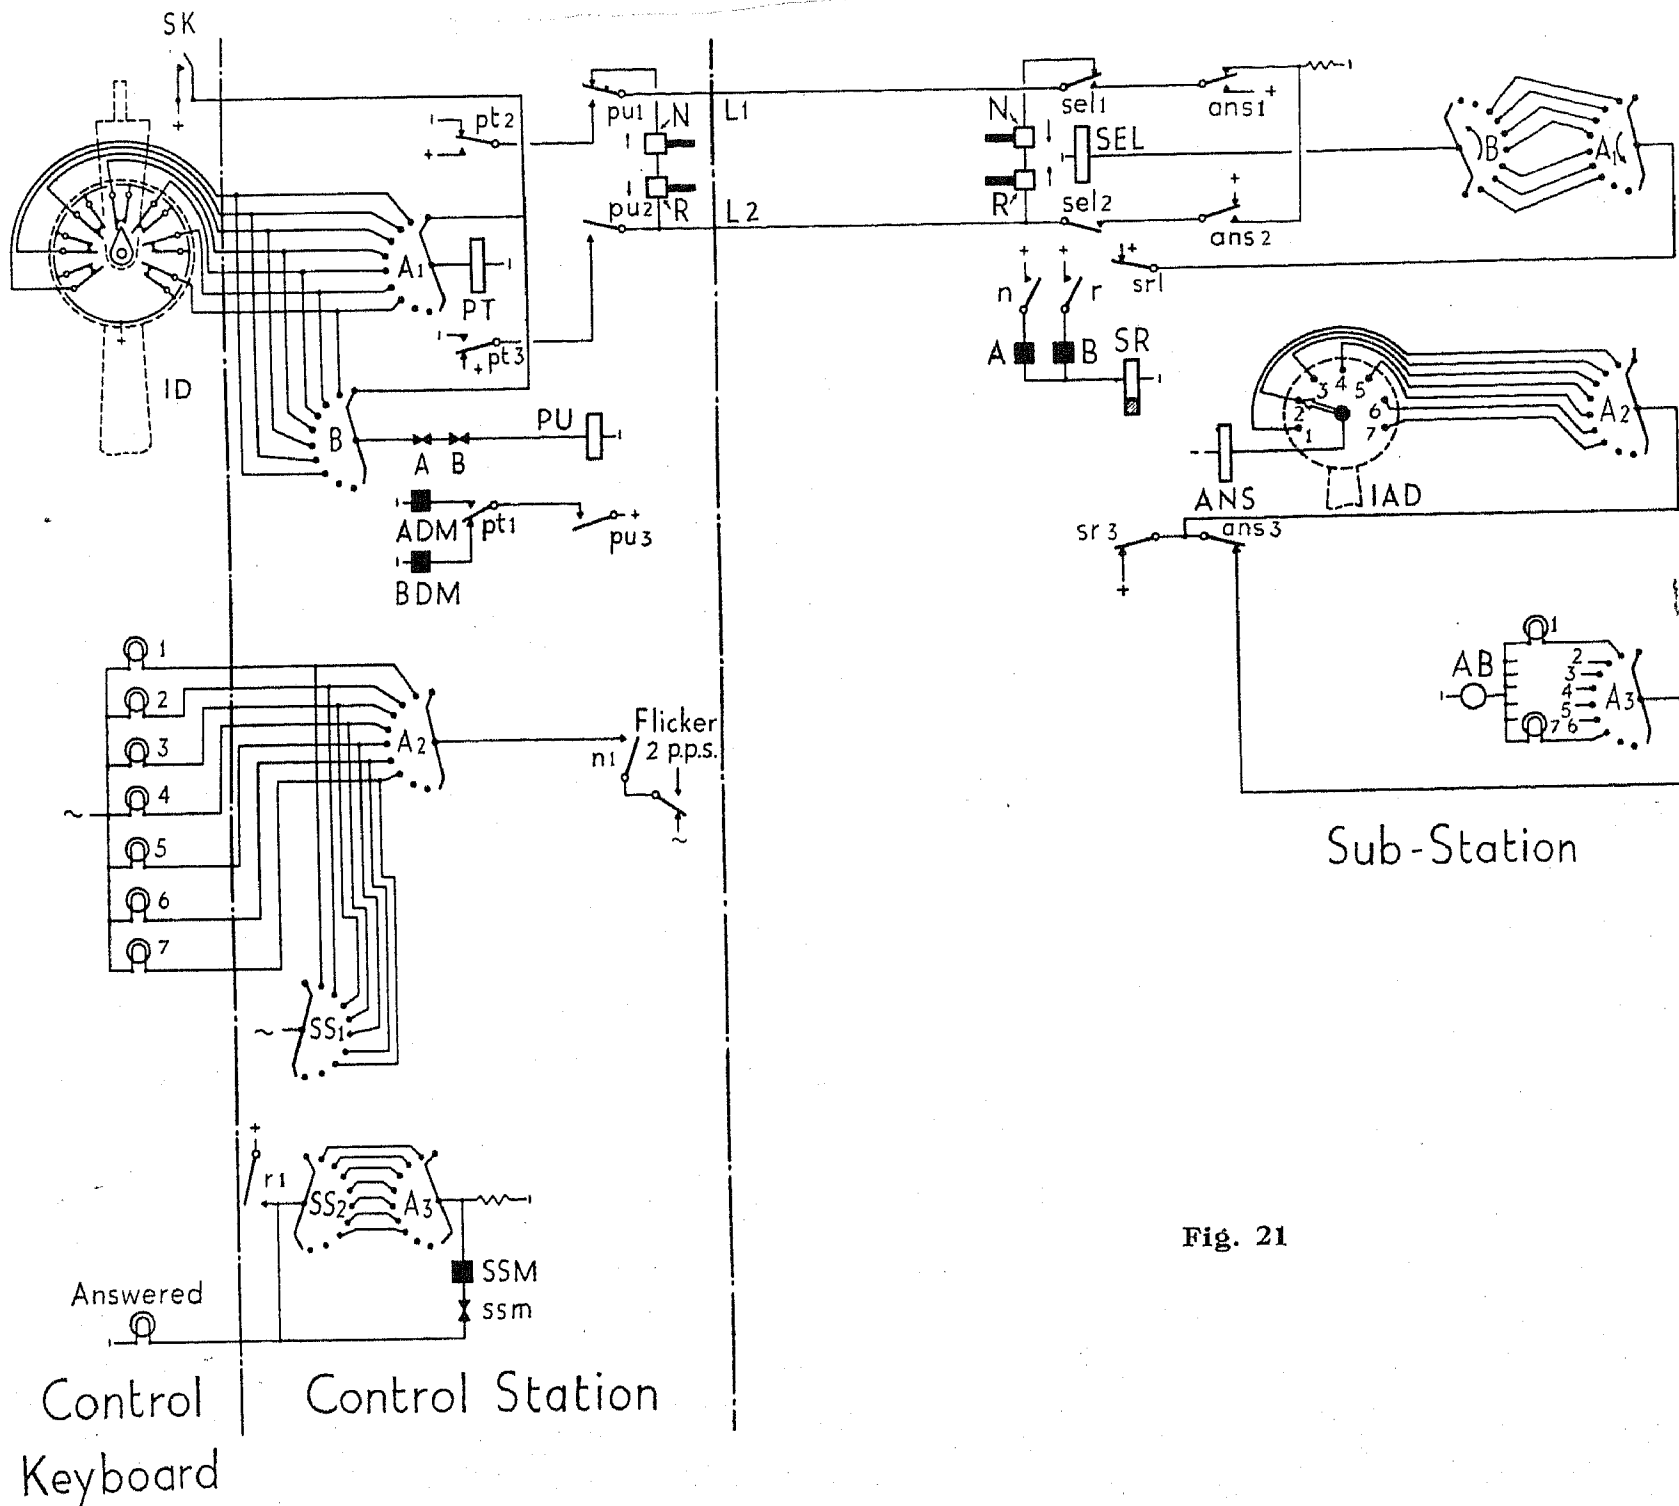 SK
+
ID
+
pt2
+
pu1
N
pu2
R
L1
L2
A1
PT
pt3
+
B
A B
PU
ADM
pt1
pu3
+
BDM
N
R
sel1
SEL
sel2
ans1
+
+
ans2
B
A1
+ +
n r
+
sr1
A B SR
1 2 3 4 5 6 7
A2
ANS
IAD
sr3
ans3
+
AB
1
2
3
4
5
6
7
A3
Sub-Station
1
2
3
4
5
6
7
~
A2
n1
Flicker
2 p.p.s.
~
~
SS1
+
r1
SS2
A3
SSM
ssm
Answered
Control
Keyboard
Control Station
Fig. 21